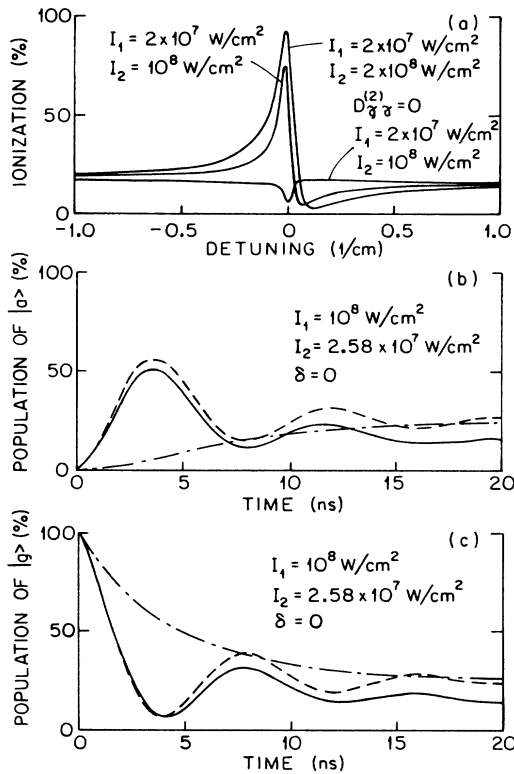 (a)
I₁ = 2×10⁷ W/cm²
I₂ = 10⁸ W/cm²
I₁ = 2×10⁷ W/cm²
I₂ = 2×10⁸ W/cm²
D⁽²⁾γγ = 0
I₁ = 2×10⁷ W/cm²
I₂ = 10⁸ W/cm²
IONIZATION (%)
100
50
0
-1.0 -0.5 0 0.5 1.0
DETUNING (1/cm)
(b)
I₁ = 10⁸ W/cm²
I₂ = 2.58 x 10⁷ W/cm²
δ = 0
POPULATION OF |a> (%)
100
50
0
0 5 10 15 20
TIME (ns)
(c)
I₁ = 10⁸ W/cm²
I₂ = 2.58 x 10⁷ W/cm²
δ = 0
POPULATION OF |g> (%)
100
50
0
0 5 10 15 20
TIME (ns)